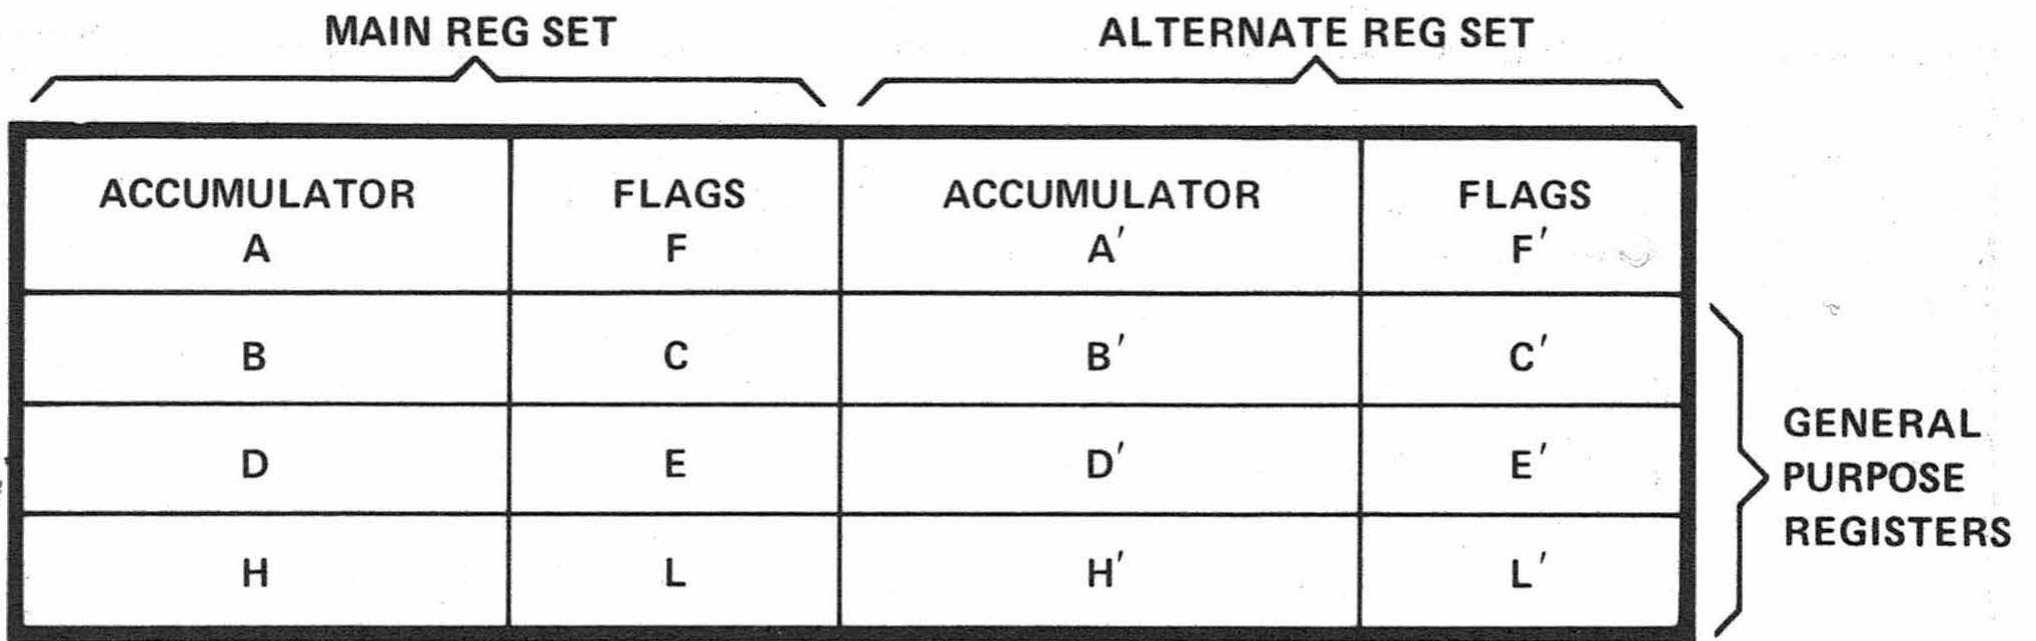 MAIN REG SET
ALTERNATE REG SET
ACCUMULATOR
A
FLAGS
F
ACCUMULATOR
A′
FLAGS
F′
B
C
B′
C′
D
E
D′
E′
H
L
H′
L′
GENERAL
PURPOSE
REGISTERS